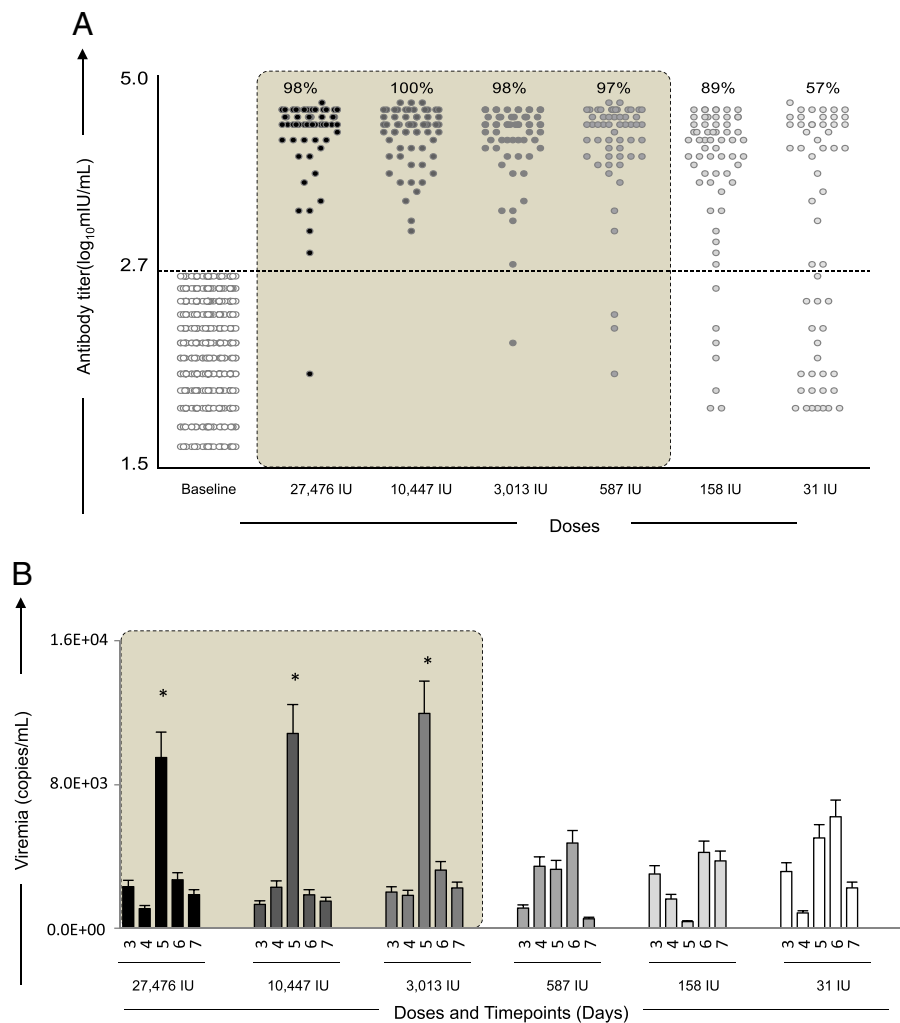 A
5.0
98% 100% 98% 97% 89% 57%
Antibody titer(log10mIU/mL)
2.7
1.5
Baseline 27,476 IU 10,447 IU 3,013 IU 587 IU 158 IU 31 IU
Doses
B
1.6E+04
* * *
Viremia (copies/mL)
8.0E+03
0.0E+00
3 4 5 6 7 3 4 5 6 7 3 4 5 6 7 3 4 5 6 7 3 4 5 6 7 3 4 5 6 7
27,476 IU 10,447 IU 3,013 IU 587 IU 158 IU 31 IU
Doses and Timepoints (Days)